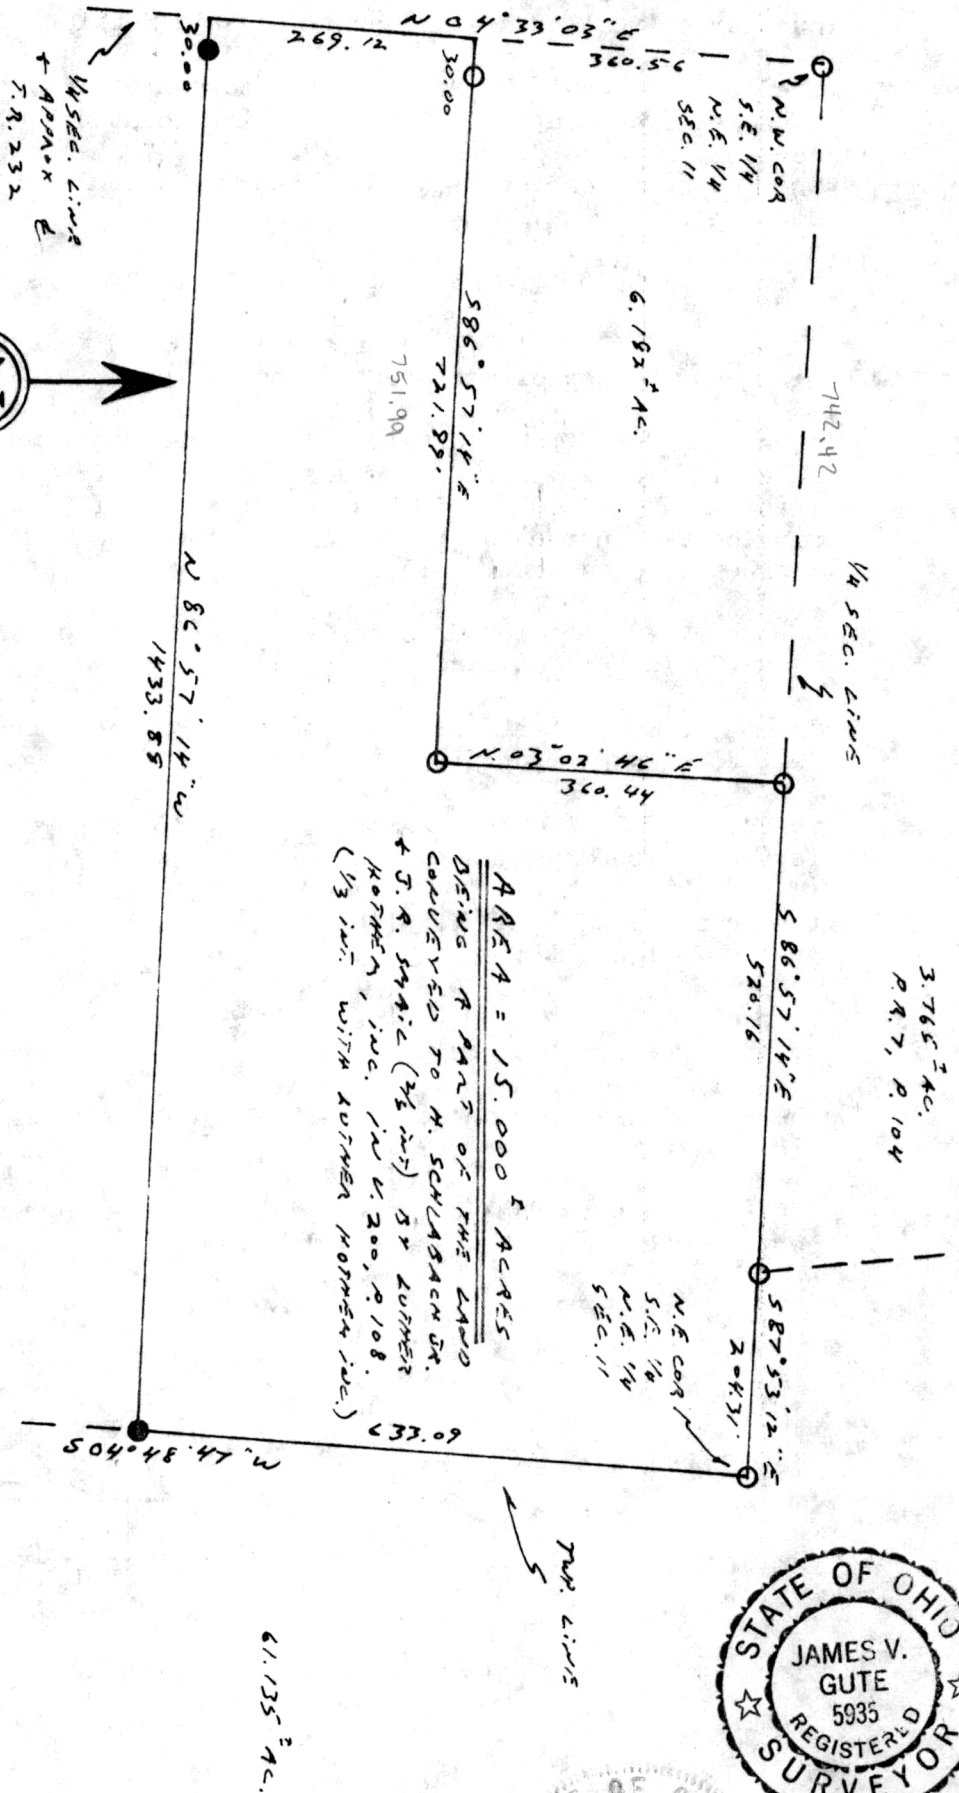 N 04° 33' 03" E
269.12
360.56
30.00
30.00
1/4 SEC. LINE
+ APPROX ℄
T.R. 232
N.W. COR
S.E. 1/4
N.E. 1/4
SEC. 11
6.182 ± AC.
742.42
1/4 SEC. LINE
S 86° 57' 14" E
721.99'
751.99
N. 03° 02' 46" E
360.44
S 86° 57' 14" E
520.16
3.765 ± AC.
P.R. 7, P. 104
S 87° 53' 12" E
204.31'
N.E. COR
S.E. 1/4
N.E. 1/4
SEC. 11
AREA = 15.000 ± ACRES
BEING A PART OF THE LAND
CONVEYED TO H. SCHLABACH JR.
+ J.R. (2/3 INT) BY LUTHER
HOTHEM, INC. IN V. 200, P. 108.
(1/3 INT. WITH LUTHER HOTHEM INC.)
N 86° 57' 14" W
1433.88
633.09
S 04° 48' 47" W
TWP. LINE
61.135 ± AC.
STATE OF OHIO
JAMES V.
GUTE
5935
REGISTERED
SURVEYOR